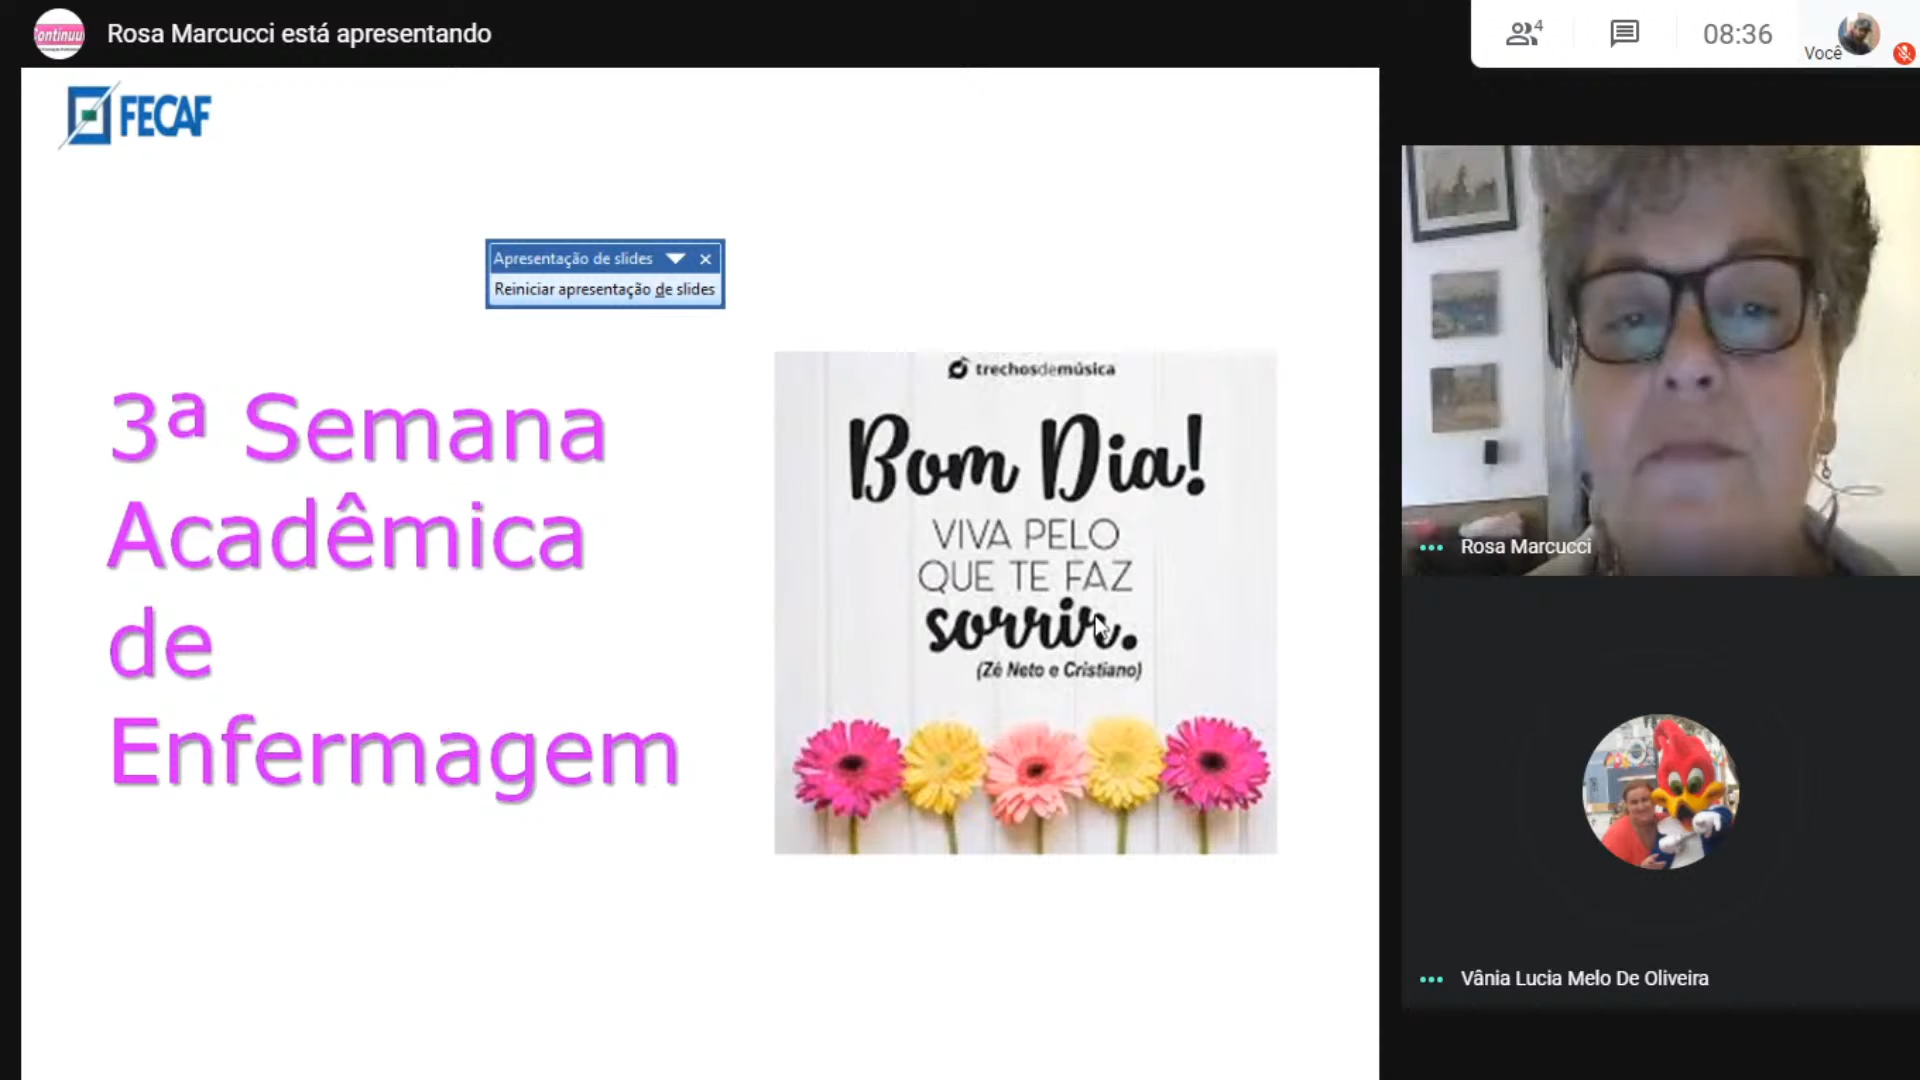 Continuu
Rosa Marcucci está apresentando
4
08:36
Você
FECAF
Apresentação de slides
Reiniciar apresentação de slides
3ª Semana
Acadêmica
de
Enfermagem
trechosdemúsica
Bom Dia!
VIVA PELO
QUE TE FAZ
sorrir.
(Zé Neto e Cristiano)
Rosa Marcucci
Vânia Lucia Melo De Oliveira